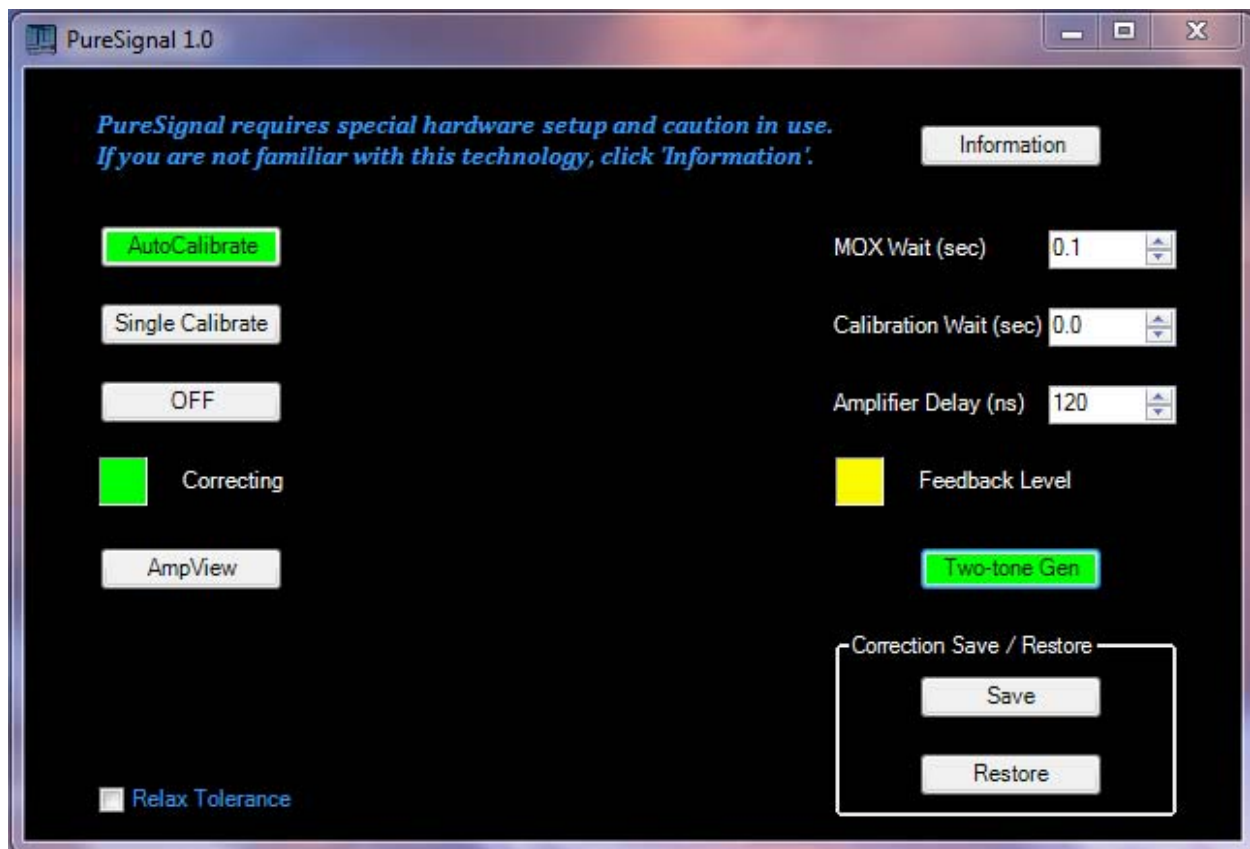 PureSignal 1.0
PureSignal requires special hardware setup and caution in use.
If you are not familiar with this technology, click 'Information'.
Information
AutoCalibrate
MOX Wait (sec) 0.1
Single Calibrate
Calibration Wait (sec) 0.0
OFF
Amplifier Delay (ns) 120
Correcting
Feedback Level
AmpView
Two-tone Gen
Correction Save / Restore
Save
Restore
Relax Tolerance